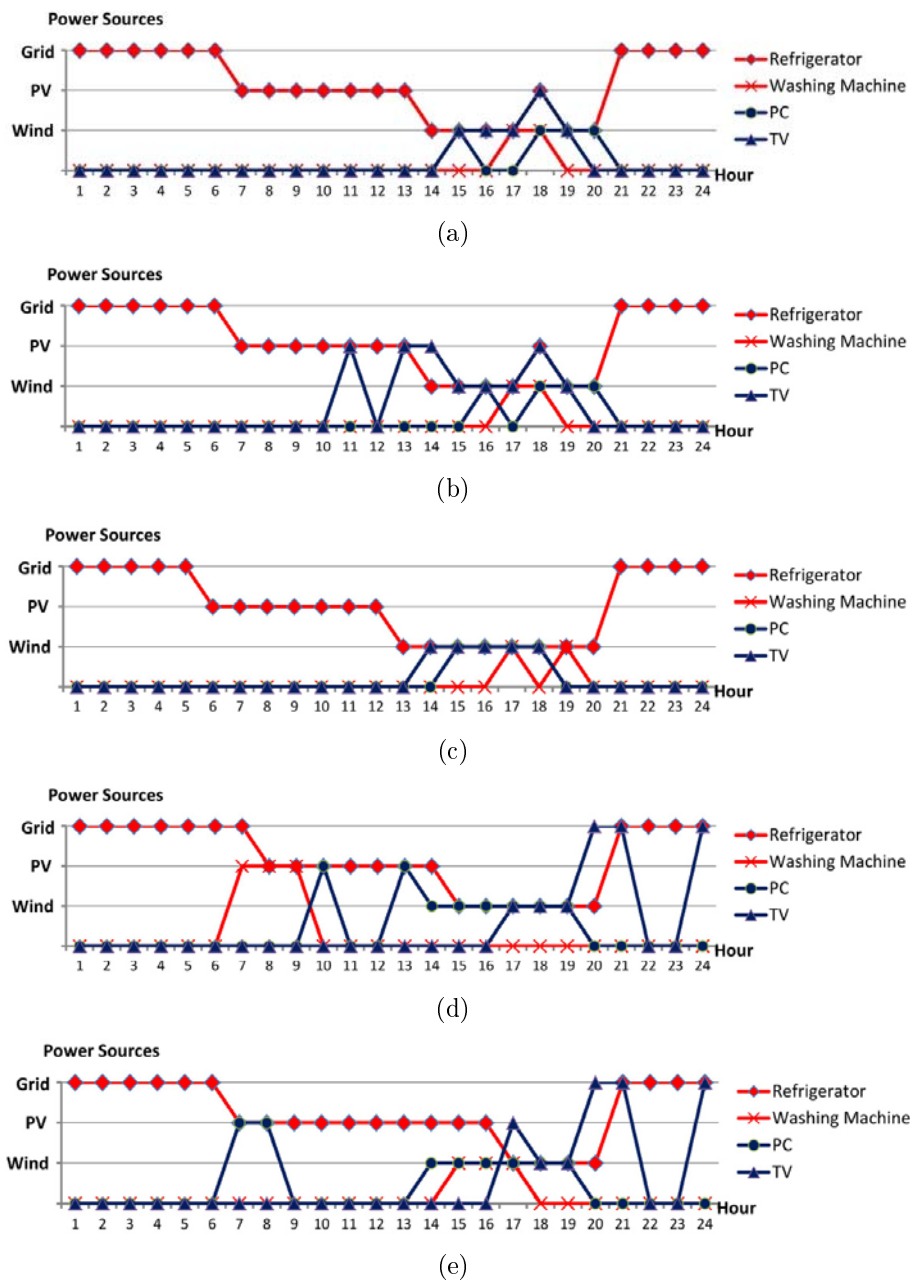 Power Sources
Grid
PV
Wind
Refrigerator
Washing Machine
PC
TV
Hour
1 2 3 4 5 6 7 8 9 10 11 12 13 14 15 16 17 18 19 20 21 22 23 24
(a)
Power Sources
Grid
PV
Wind
Refrigerator
Washing Machine
PC
TV
Hour
1 2 3 4 5 6 7 8 9 10 11 12 13 14 15 16 17 18 19 20 21 22 23 24
(b)
Power Sources
Grid
PV
Wind
Refrigerator
Washing Machine
PC
TV
Hour
1 2 3 4 5 6 7 8 9 10 11 12 13 14 15 16 17 18 19 20 21 22 23 24
(c)
Power Sources
Grid
PV
Wind
Refrigerator
Washing Machine
PC
TV
Hour
1 2 3 4 5 6 7 8 9 10 11 12 13 14 15 16 17 18 19 20 21 22 23 24
(d)
Power Sources
Grid
PV
Wind
Refrigerator
Washing Machine
PC
TV
Hour
1 2 3 4 5 6 7 8 9 10 11 12 13 14 15 16 17 18 19 20 21 22 23 24
(e)